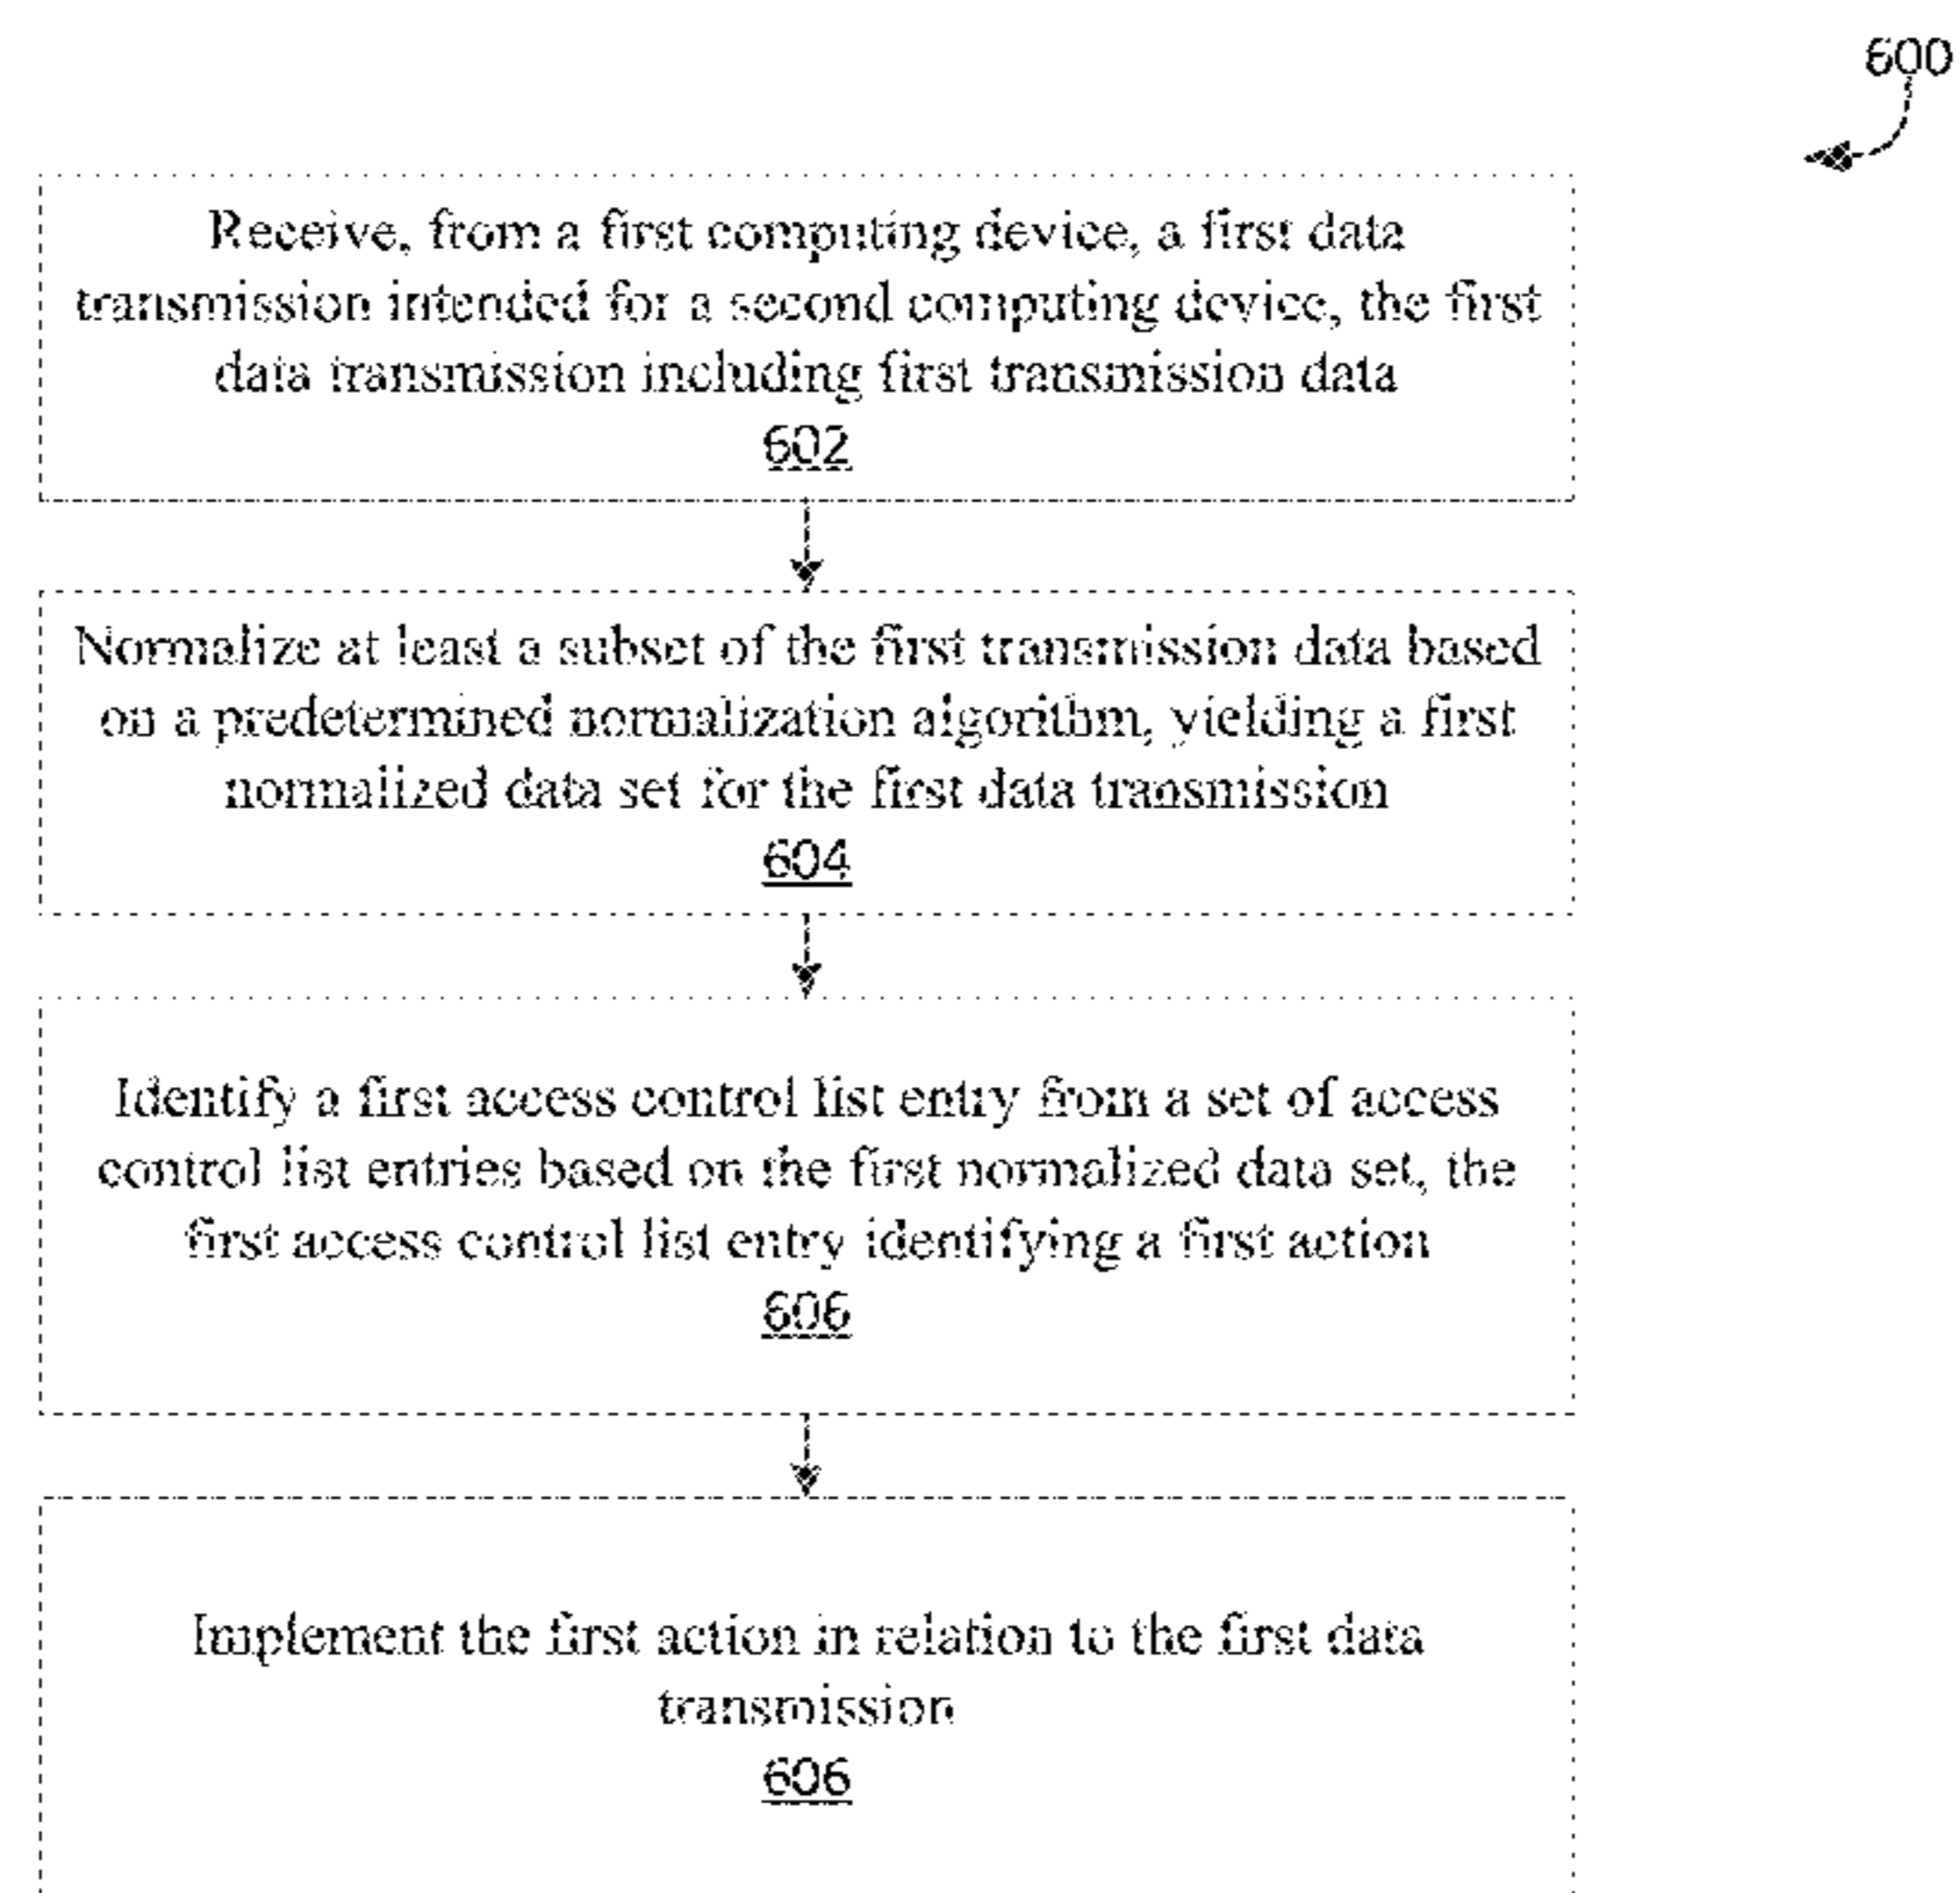 600
Receive, from a first computing device, a first data
transmission intended for a second computing device, the first
data transmission including first transmission data
602
Normalize at least a subset of the first transmission data based
on a predetermined normalization algorithm, yielding a first
normalized data set for the first data transmission
604
Identify a first access control list entry from a set of access
control list entries based on the first normalized data set, the
first access control list entry identifying a first action
606
Implement the first action in relation to the first data
transmission
606